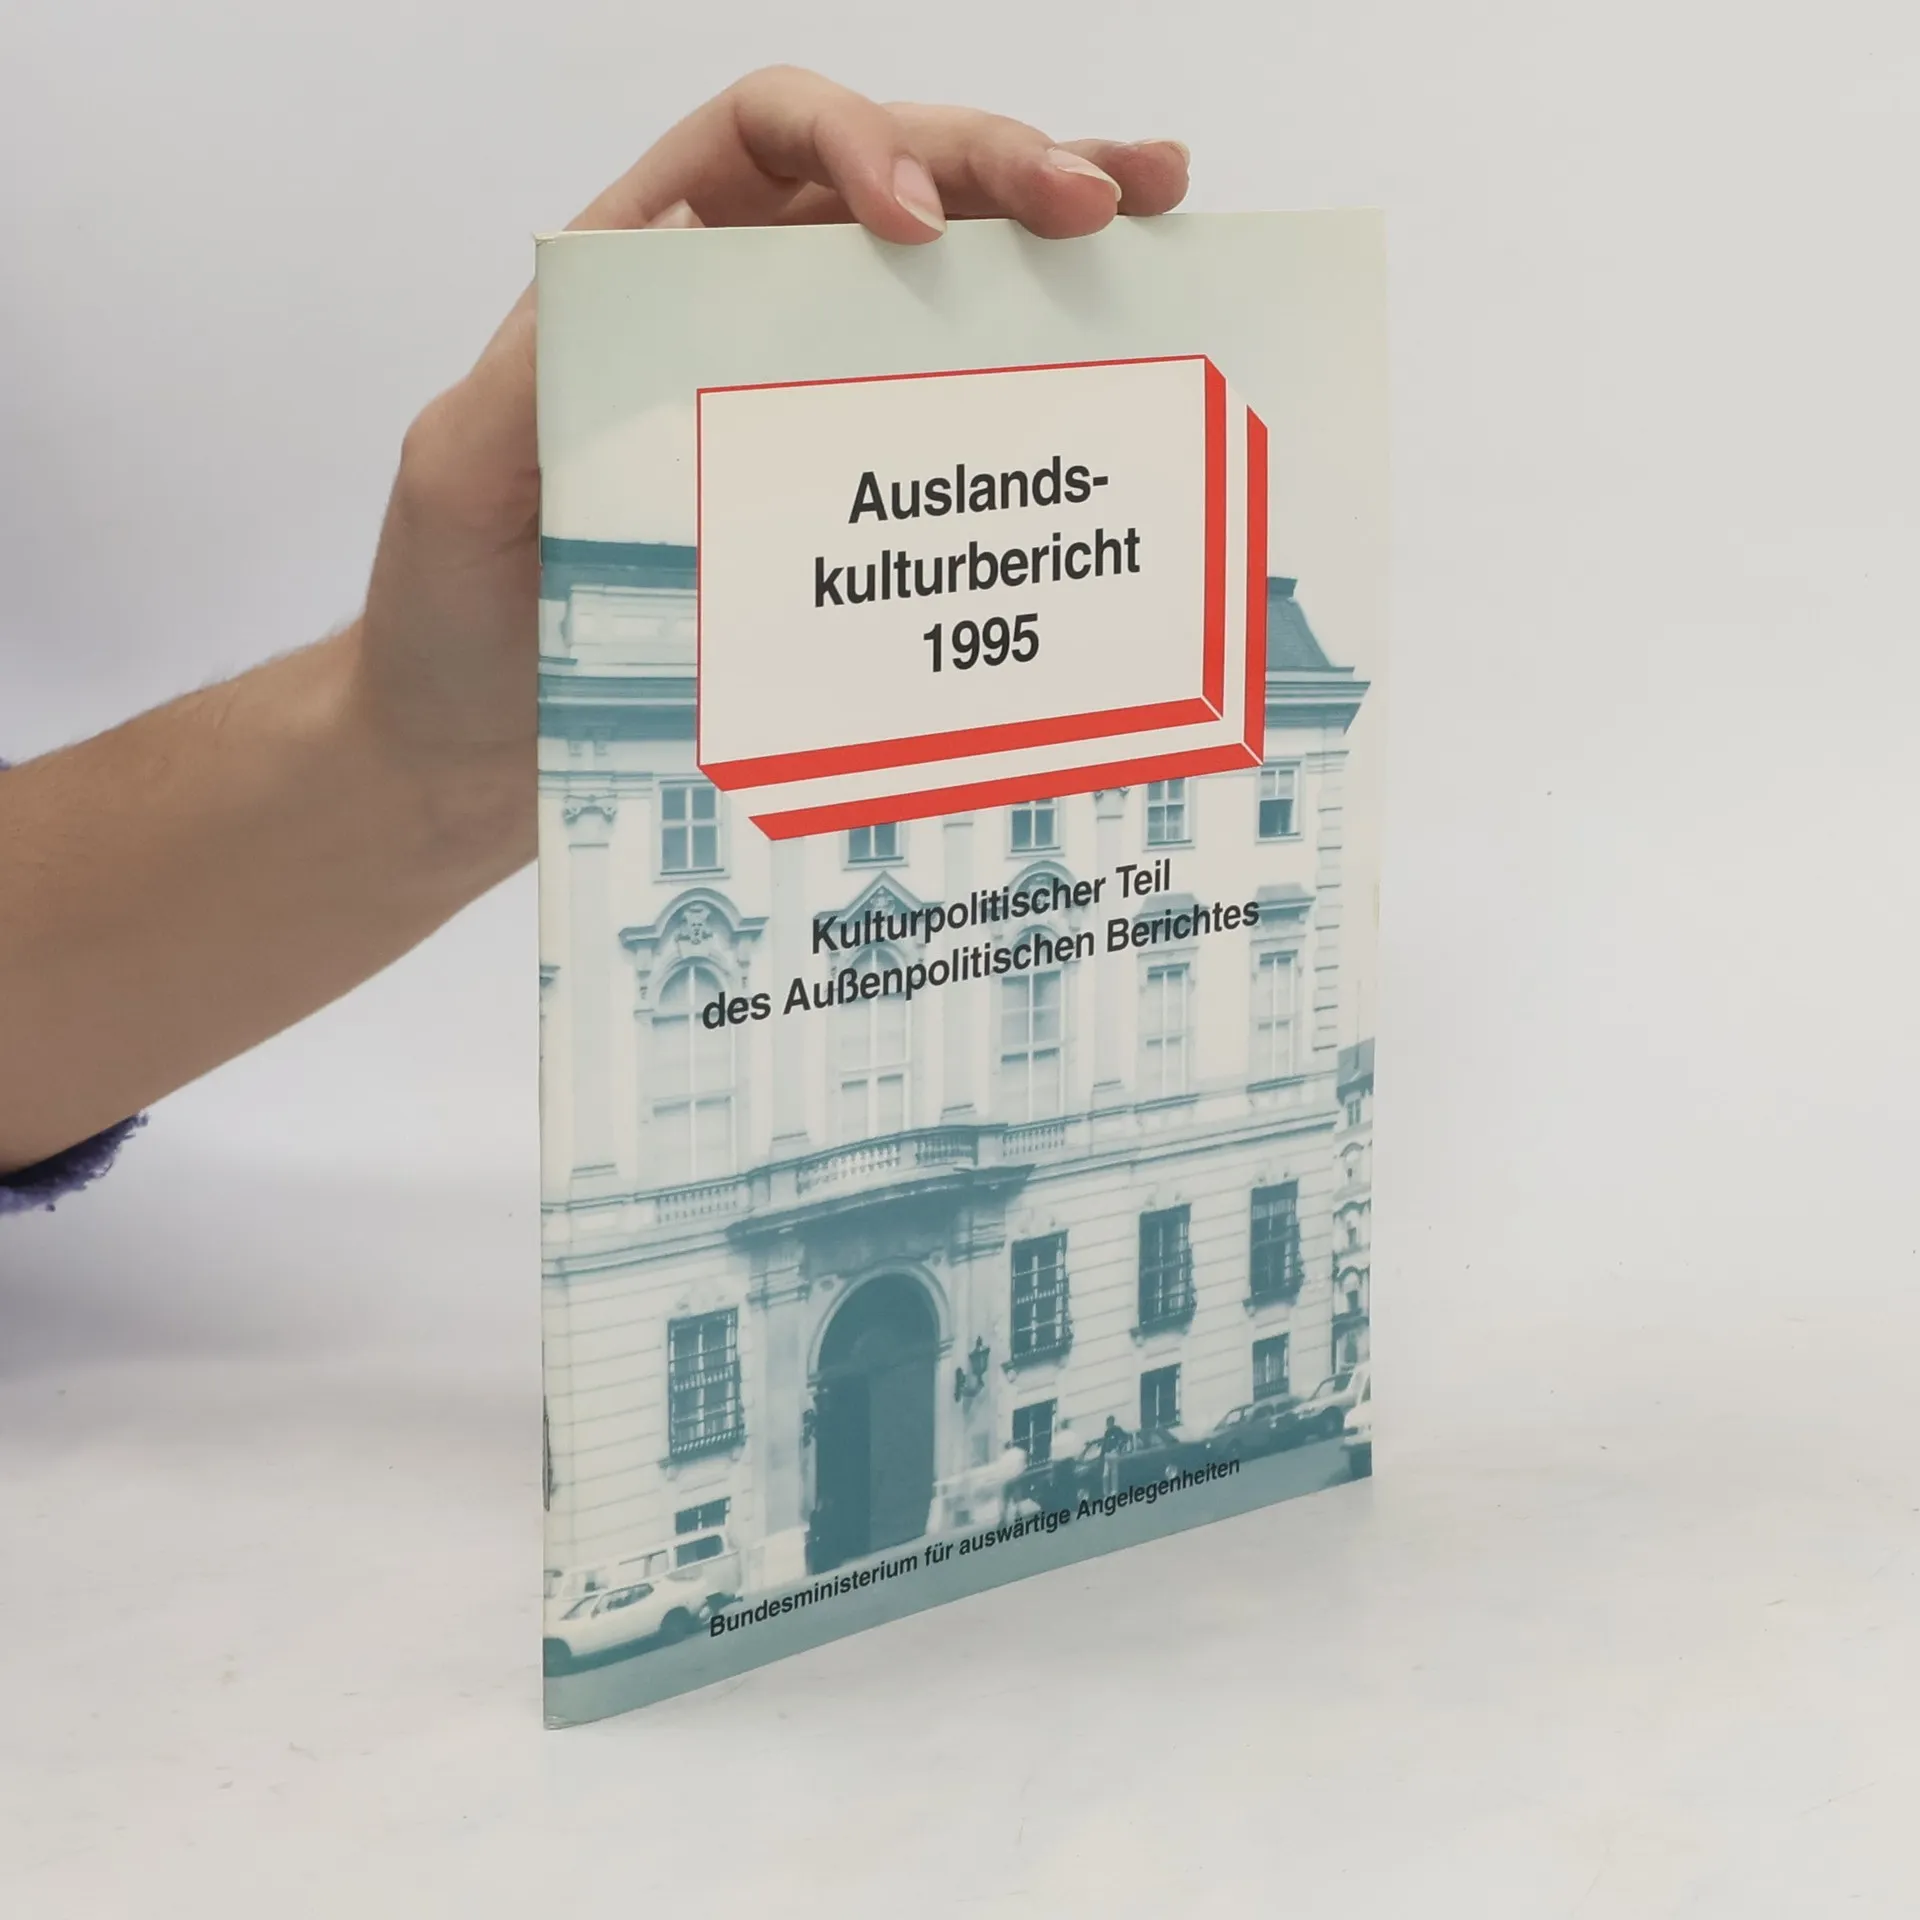 Auslands-
kulturbericht
1995
Kulturpolitischer Teil
des Außenpolitischen Berichtes
Bundesministerium für auswärtige Angelegenheiten